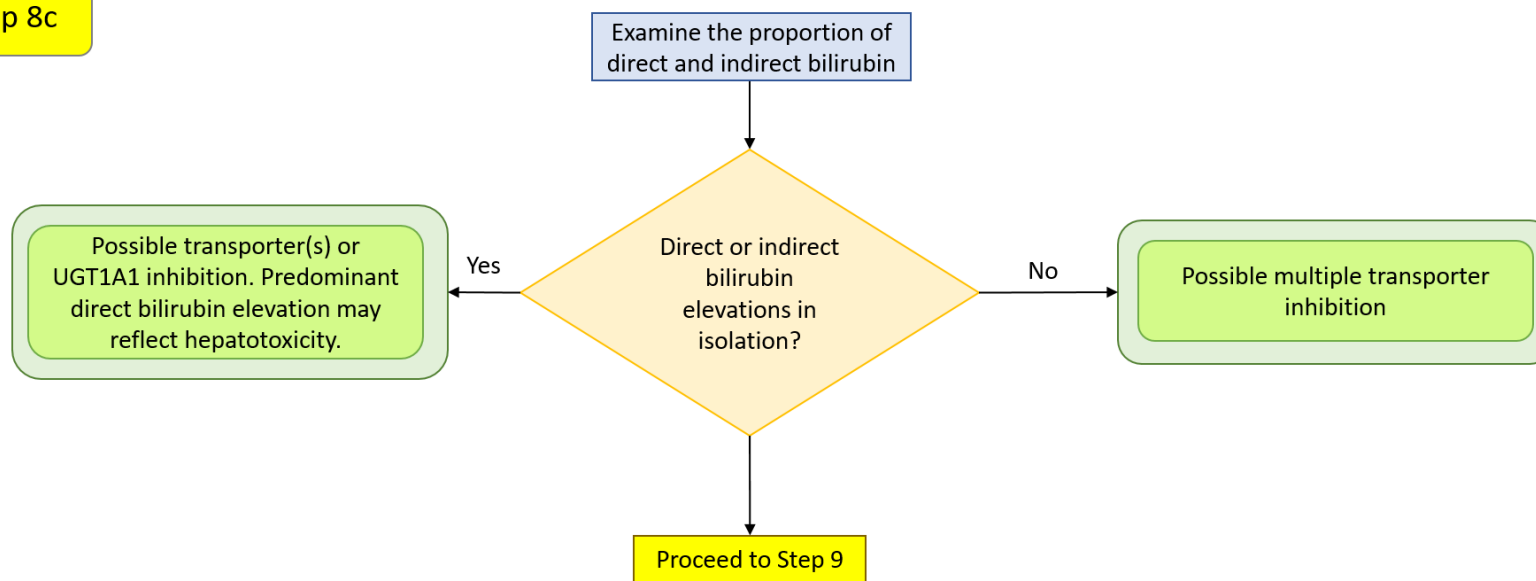 p 8c
Examine the proportion of
direct and indirect bilirubin
Possible transporter(s) or
UGT1A1 inhibition. Predominant
direct bilirubin elevation may
reflect hepatotoxicity.
Yes
Direct or indirect
bilirubin
elevations in
isolation?
No
Possible multiple transporter
inhibition
Proceed to Step 9